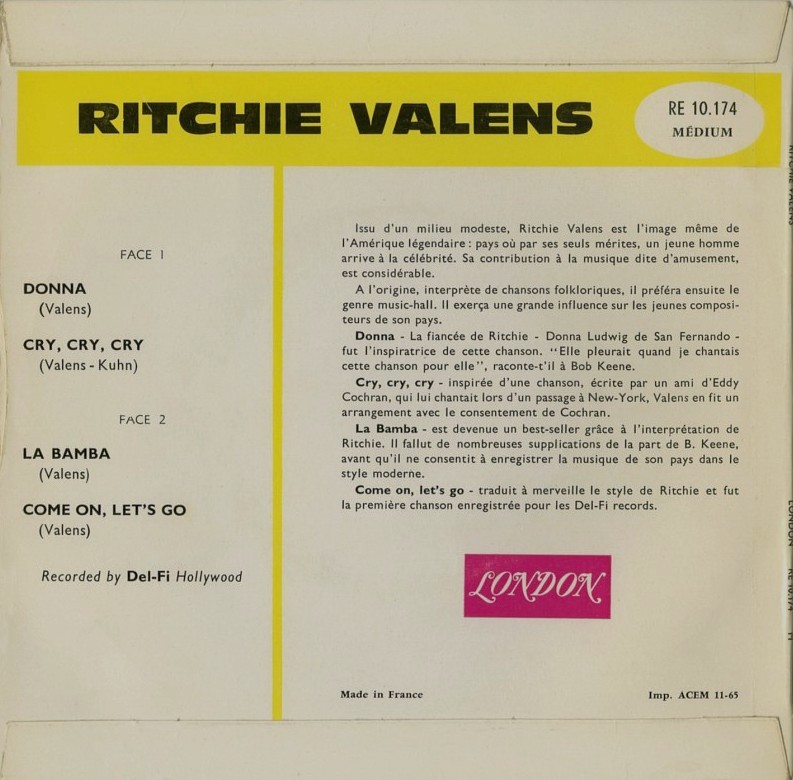 RITCHIE VALENS
RE 10.174
MÉDIUM
FACE 1
DONNA
(Valens)
CRY, CRY, CRY
(Valens - Kuhn)
FACE 2
LA BAMBA
(Valens)
COME ON, LET'S GO
(Valens)
Recorded by Del-Fi Hollywood
Issu d'un milieu modeste, Ritchie Valens est l'image même de
l'Amérique légendaire : pays où par ses seuls mérites, un jeune homme
arrive à la célébrité. Sa contribution à la musique dite d'amusement,
est considérable.
A l'origine, interprète de chansons folkloriques, il préféra ensuite le
genre music-hall. Il exerça une grande influence sur les jeunes composi-
teurs de son pays.
Donna - La fiancée de Ritchie - Donna Ludwig de San Fernando -
fut l'inspiratrice de cette chanson. "Elle pleurait quand je chantais
cette chanson pour elle", raconte-t'il à Bob Keene.
Cry, cry, cry - inspirée d'une chanson, écrite par un ami d'Eddy
Cochran, qui lui chantait lors d'un passage à New-York, Valens en fit un
arrangement avec le consentement de Cochran.
La Bamba - est devenue un best-seller grâce à l'interprétation de
Ritchie. Il fallut de nombreuses supplications de la part de B. Keene,
avant qu'il ne consentit à enregistrer la musique de son pays dans le
style moderne.
Come on, let's go - traduit à merveille le style de Ritchie et fut
la première chanson enregistrée pour les Del-Fi records.
LONDON
Made in France
Imp. ACEM 11-65
RITCHIE VALENS
LONDON
RE 10.174